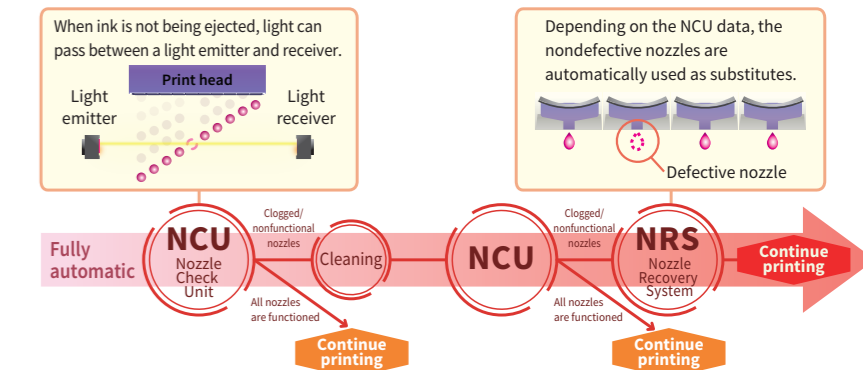 When ink is not being ejected, light can
pass between a light emitter and receiver.
Print head
Light
emitter
Light
receiver
Depending on the NCU data, the
nondefective nozzles are
automatically used as substitutes.
Defective nozzle
Fully
automatic
NCU
Nozzle
Check
Unit
Clogged/
nonfunctional
nozzles
All nozzles
are functioned
Continue
printing
Cleaning
NCU
Clogged/
nonfunctional
nozzles
All nozzles
are functioned
Continue
printing
NRS
Nozzle
Recovery
System
Continue
printing